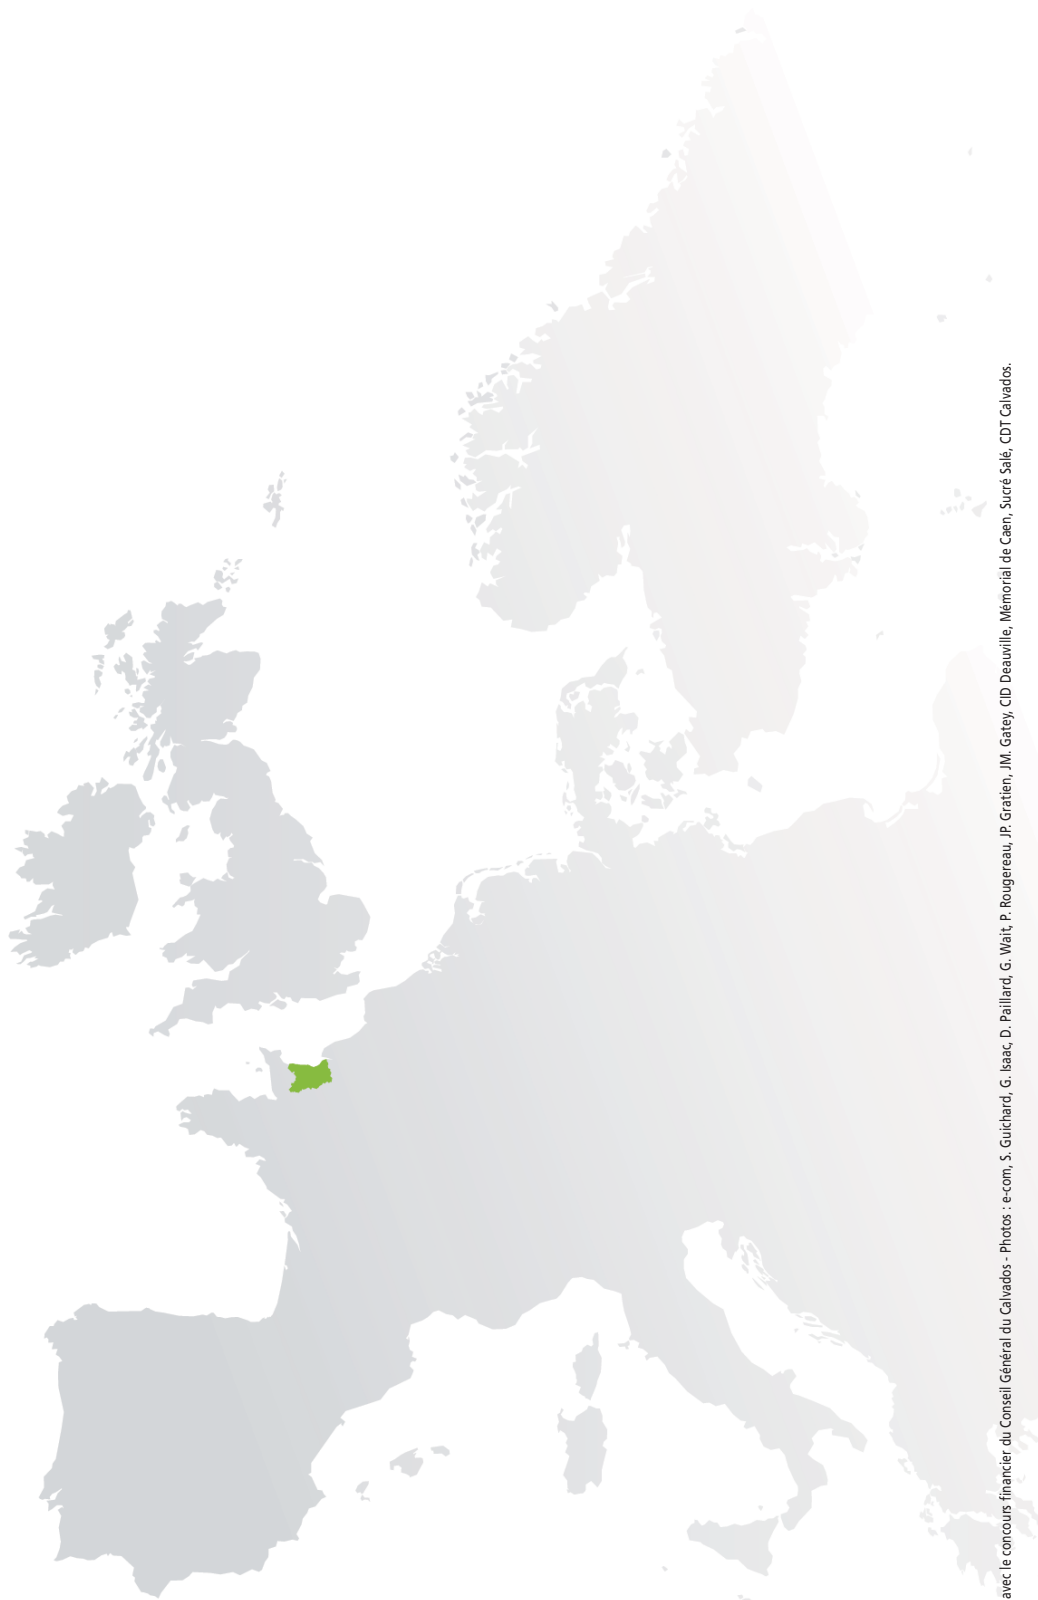 avec le concours financier du Conseil Général du Calvados - Photos : e-com, S. Guichard, G. Isaac, D. Paillard, G. Wait, P. Rougereau, JP. Gratien, JM. Gatey, CID Deauville, Mémorial de Caen, Sucré Salé, CDT Calvados.